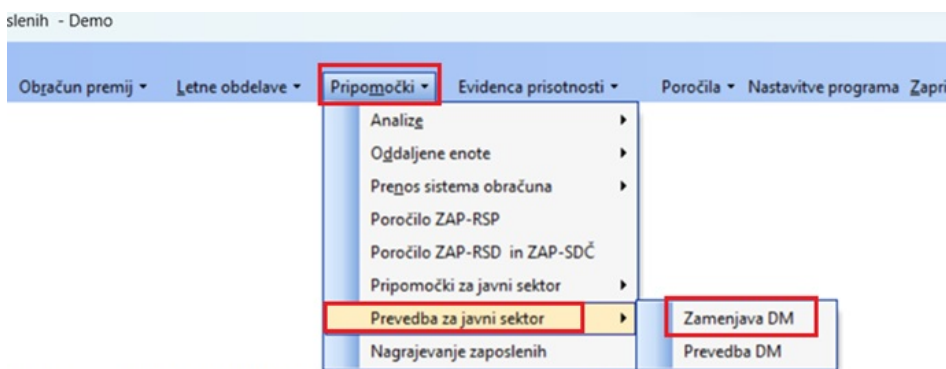 slenih - Demo
Obračun premij Letne obdelave Pripomočki Evidenca prisotnosti Poročila Nastavitve programa Zapri
Analize
Oddaljene enote
Prenos sistema obračuna
Poročilo ZAP-RSP
Poročilo ZAP-RSD in ZAP-SDČ
Pripomočki za javni sektor
Prevedba za javni sektor Zamenjava DM
Nagrajevanje zaposlenih Prevedba DM